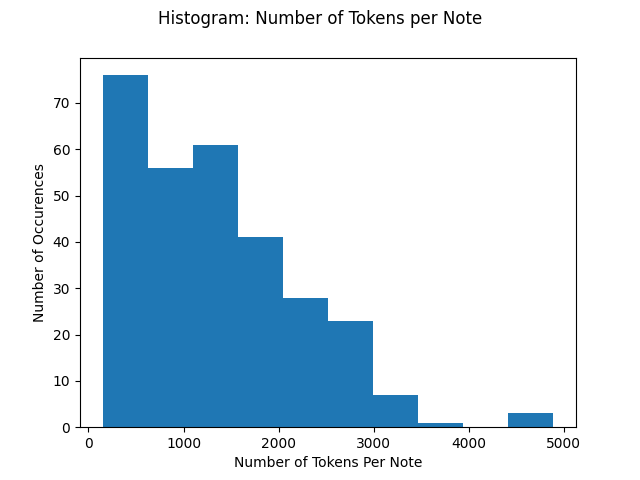 Histogram: Number of Tokens per Note
Number of Occurences
70
60
50
40
30
20
10
0
0 1000 2000 3000 4000 5000
Number of Tokens Per Note